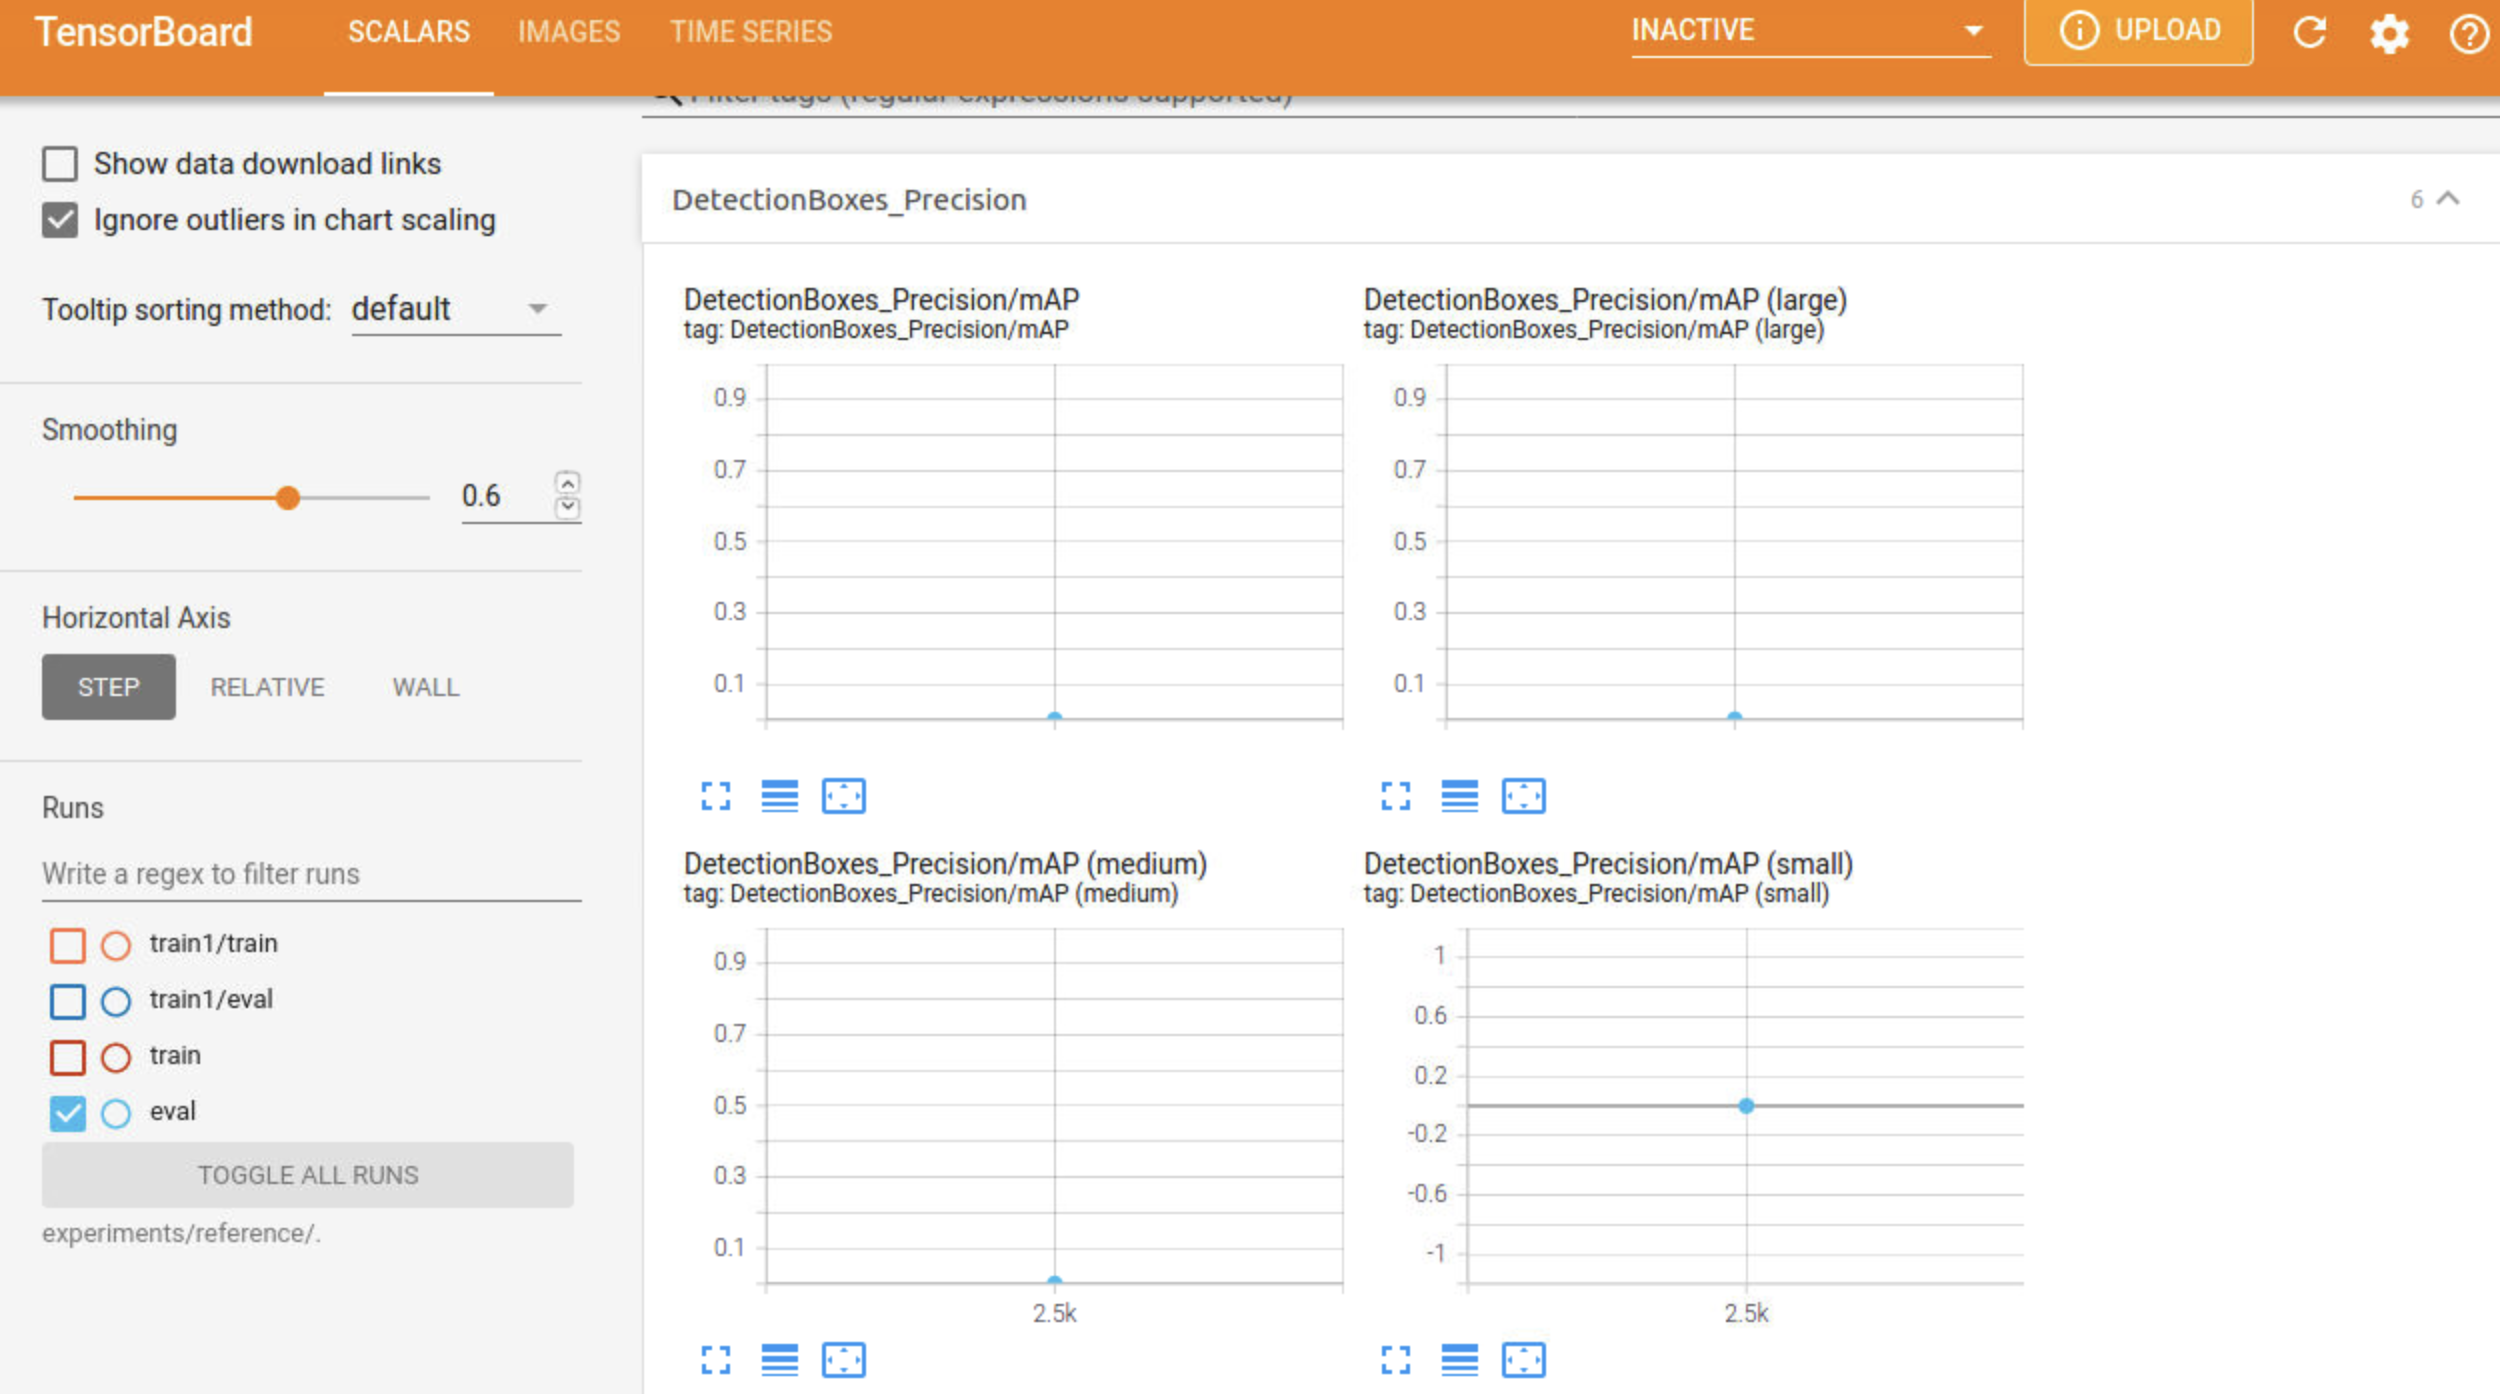 TensorBoard
SCALARS
IMAGES
TIME SERIES
INACTIVE
UPLOAD
Filter tags (regular expressions supported)
Show data download links
Ignore outliers in chart scaling
Tooltip sorting method: default
Smoothing
0.6
Horizontal Axis
STEP
RELATIVE
WALL
Runs
Write a regex to filter runs
train1/train
train1/eval
train
eval
TOGGLE ALL RUNS
experiments/reference/.
DetectionBoxes_Precision
6
DetectionBoxes_Precision/mAP
tag: DetectionBoxes_Precision/mAP
0.9
0.7
0.5
0.3
0.1
DetectionBoxes_Precision/mAP (large)
tag: DetectionBoxes_Precision/mAP (large)
0.9
0.7
0.5
0.3
0.1
DetectionBoxes_Precision/mAP (medium)
tag: DetectionBoxes_Precision/mAP (medium)
0.9
0.7
0.5
0.3
0.1
2.5k
DetectionBoxes_Precision/mAP (small)
tag: DetectionBoxes_Precision/mAP (small)
1
0.6
0.2
-0.2
-0.6
-1
2.5k